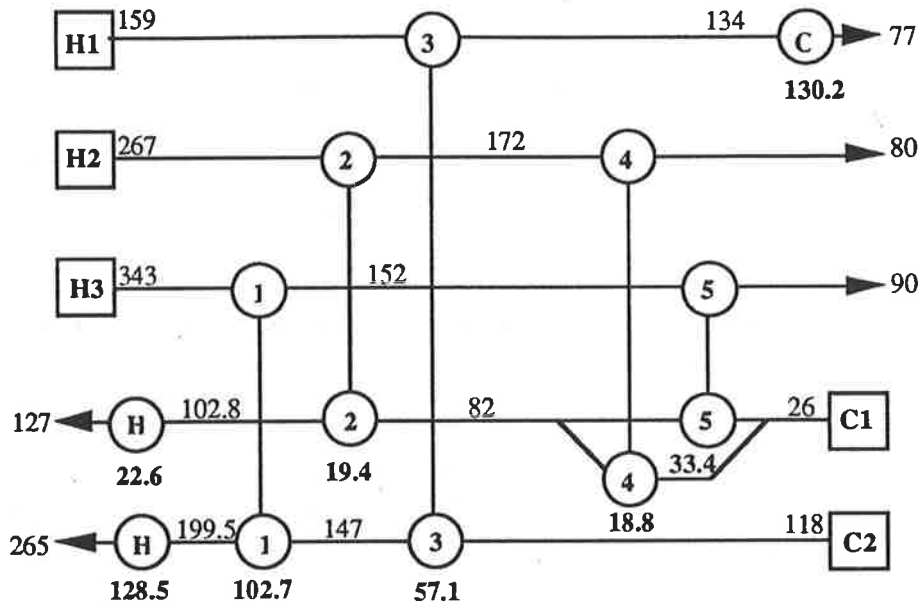 H1 159 3 134 C 77
130.2
H2 267 2 172 4 80
H3 343 1 152 5 90
127 H 102.8 2 82 5 26 C1
22.6 19.4 4 33.4
18.8
265 H 199.5 1 147 3 118 C2
128.5 102.7 57.1